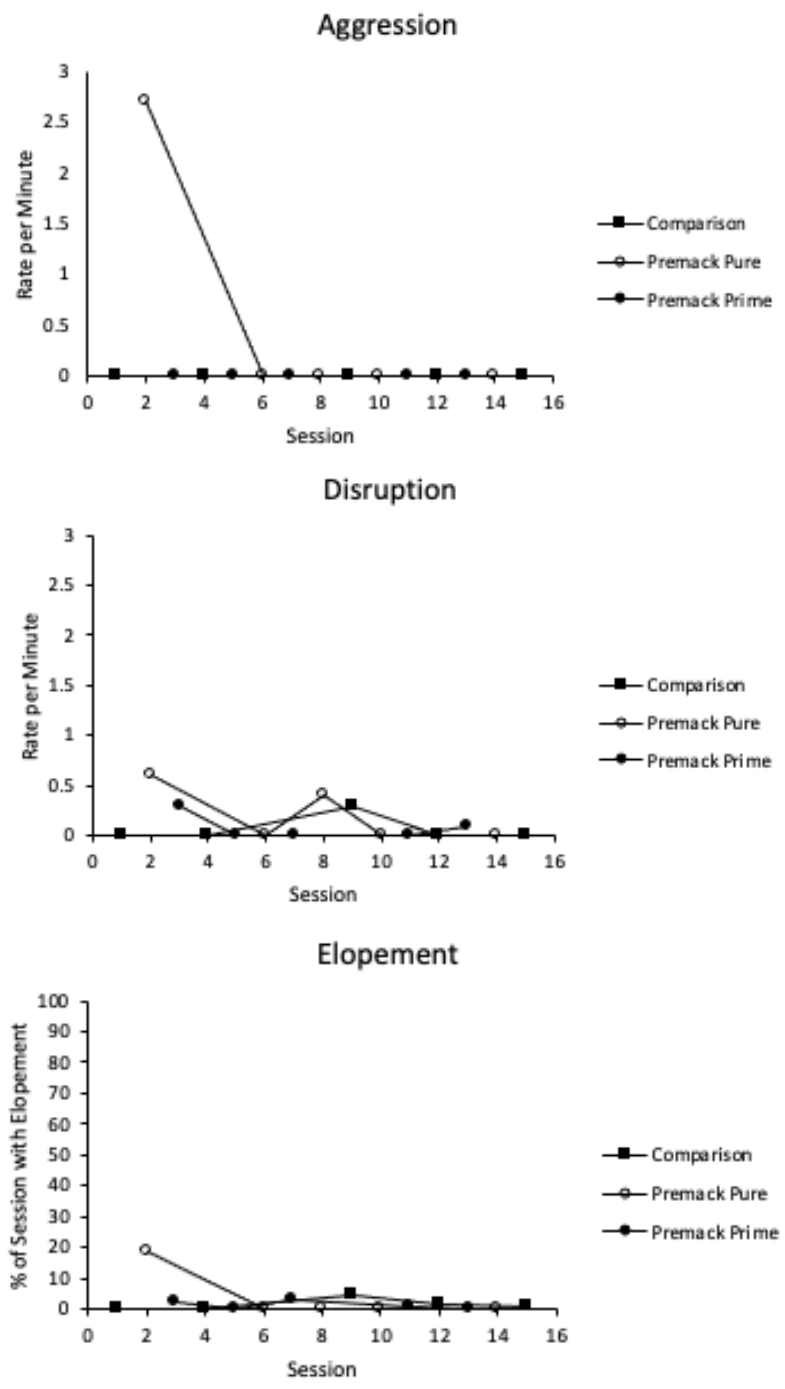 Aggression
3
2.5
2
1.5
1
0.5
0
Rate per Minute
0 2 4 6 8 10 12 14 16
Session
Comparison
Premack Pure
Premack Prime
Disruption
3
2.5
2
1.5
1
0.5
0
Rate per Minute
0 2 4 6 8 10 12 14 16
Session
Comparison
Premack Pure
Premack Prime
Elopement
100
90
80
70
60
50
40
30
20
10
0
% of Session with Elopement
0 2 4 6 8 10 12 14 16
Session
Comparison
Premack Pure
Premack Prime